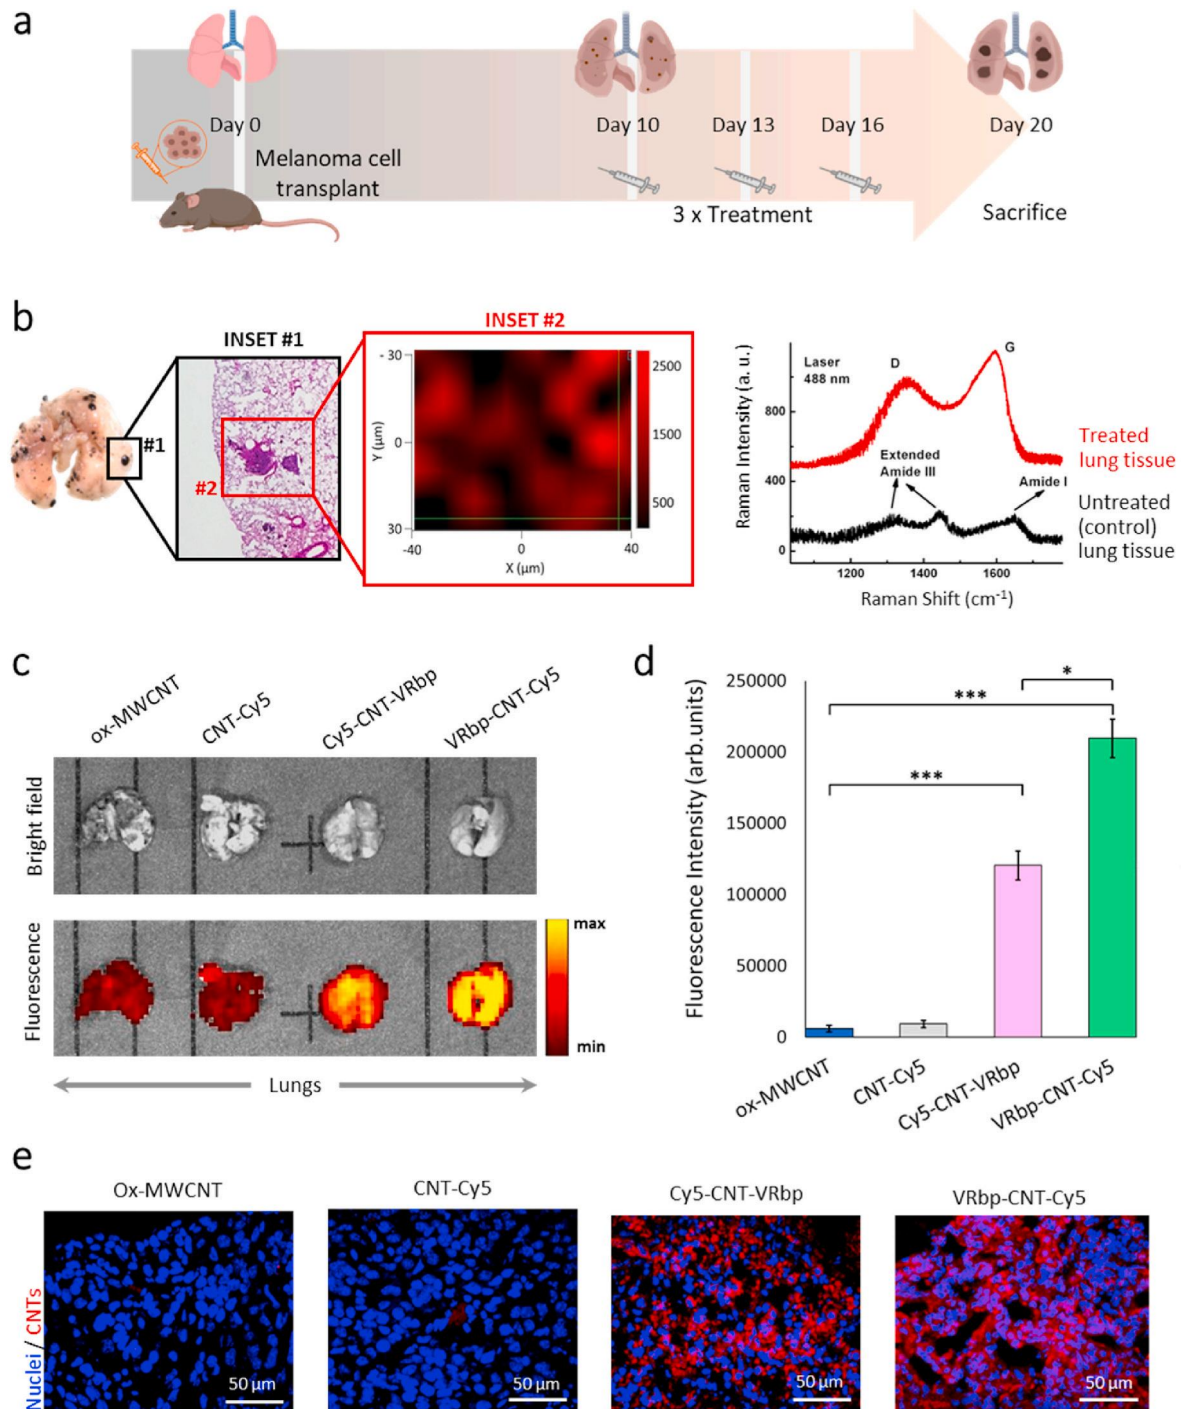 a
Day 0
Day 10
Day 13
Day 16
Day 20
Melanoma cell
transplant
3 x Treatment
Sacrifice
b
INSET #1
INSET #2
#1
#2
- 30
0
30
Y (µm)
-40
0
40
X (µm)
2500
1500
500
Raman Intensity (a. u.)
800
400
0
Laser
488 nm
D
G
Extended
Amide III
Amide I
1200
1400
1600
Raman Shift (cm-1)
Treated
lung tissue
Untreated
(control)
lung tissue
c
ox-MWCNT
CNT-Cy5
Cy5-CNT-VRbp
VRbp-CNT-Cy5
Bright field
Fluorescence
max
min
Lungs
d
Fluorescence Intensity (arb.units)
250000
200000
150000
100000
50000
0
*
***
***
ox-MWCNT
CNT-Cy5
Cy5-CNT-VRbp
VRbp-CNT-Cy5
e
Ox-MWCNT
CNT-Cy5
Cy5-CNT-VRbp
VRbp-CNT-Cy5
Nuclei / CNTs
50 µm
50 µm
50 µm
50 µm